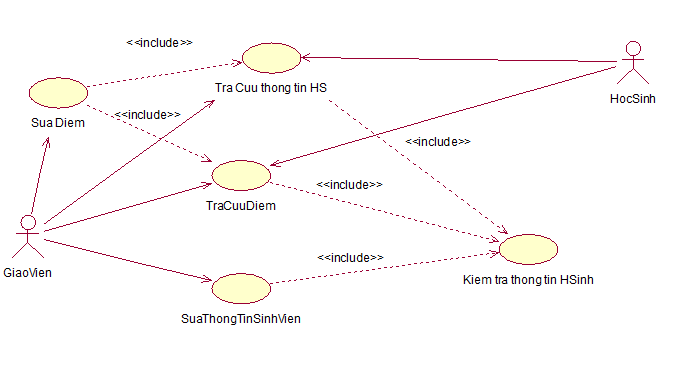 <<include>>
Tra Cuu thong tin HS
HocSinh
Sua Diem
<<include>>
<<include>>
TraCuuDiem
<<include>>
GiaoVien
<<include>>
Kiem tra thong tin HSinh
SuaThongTinSinhVien